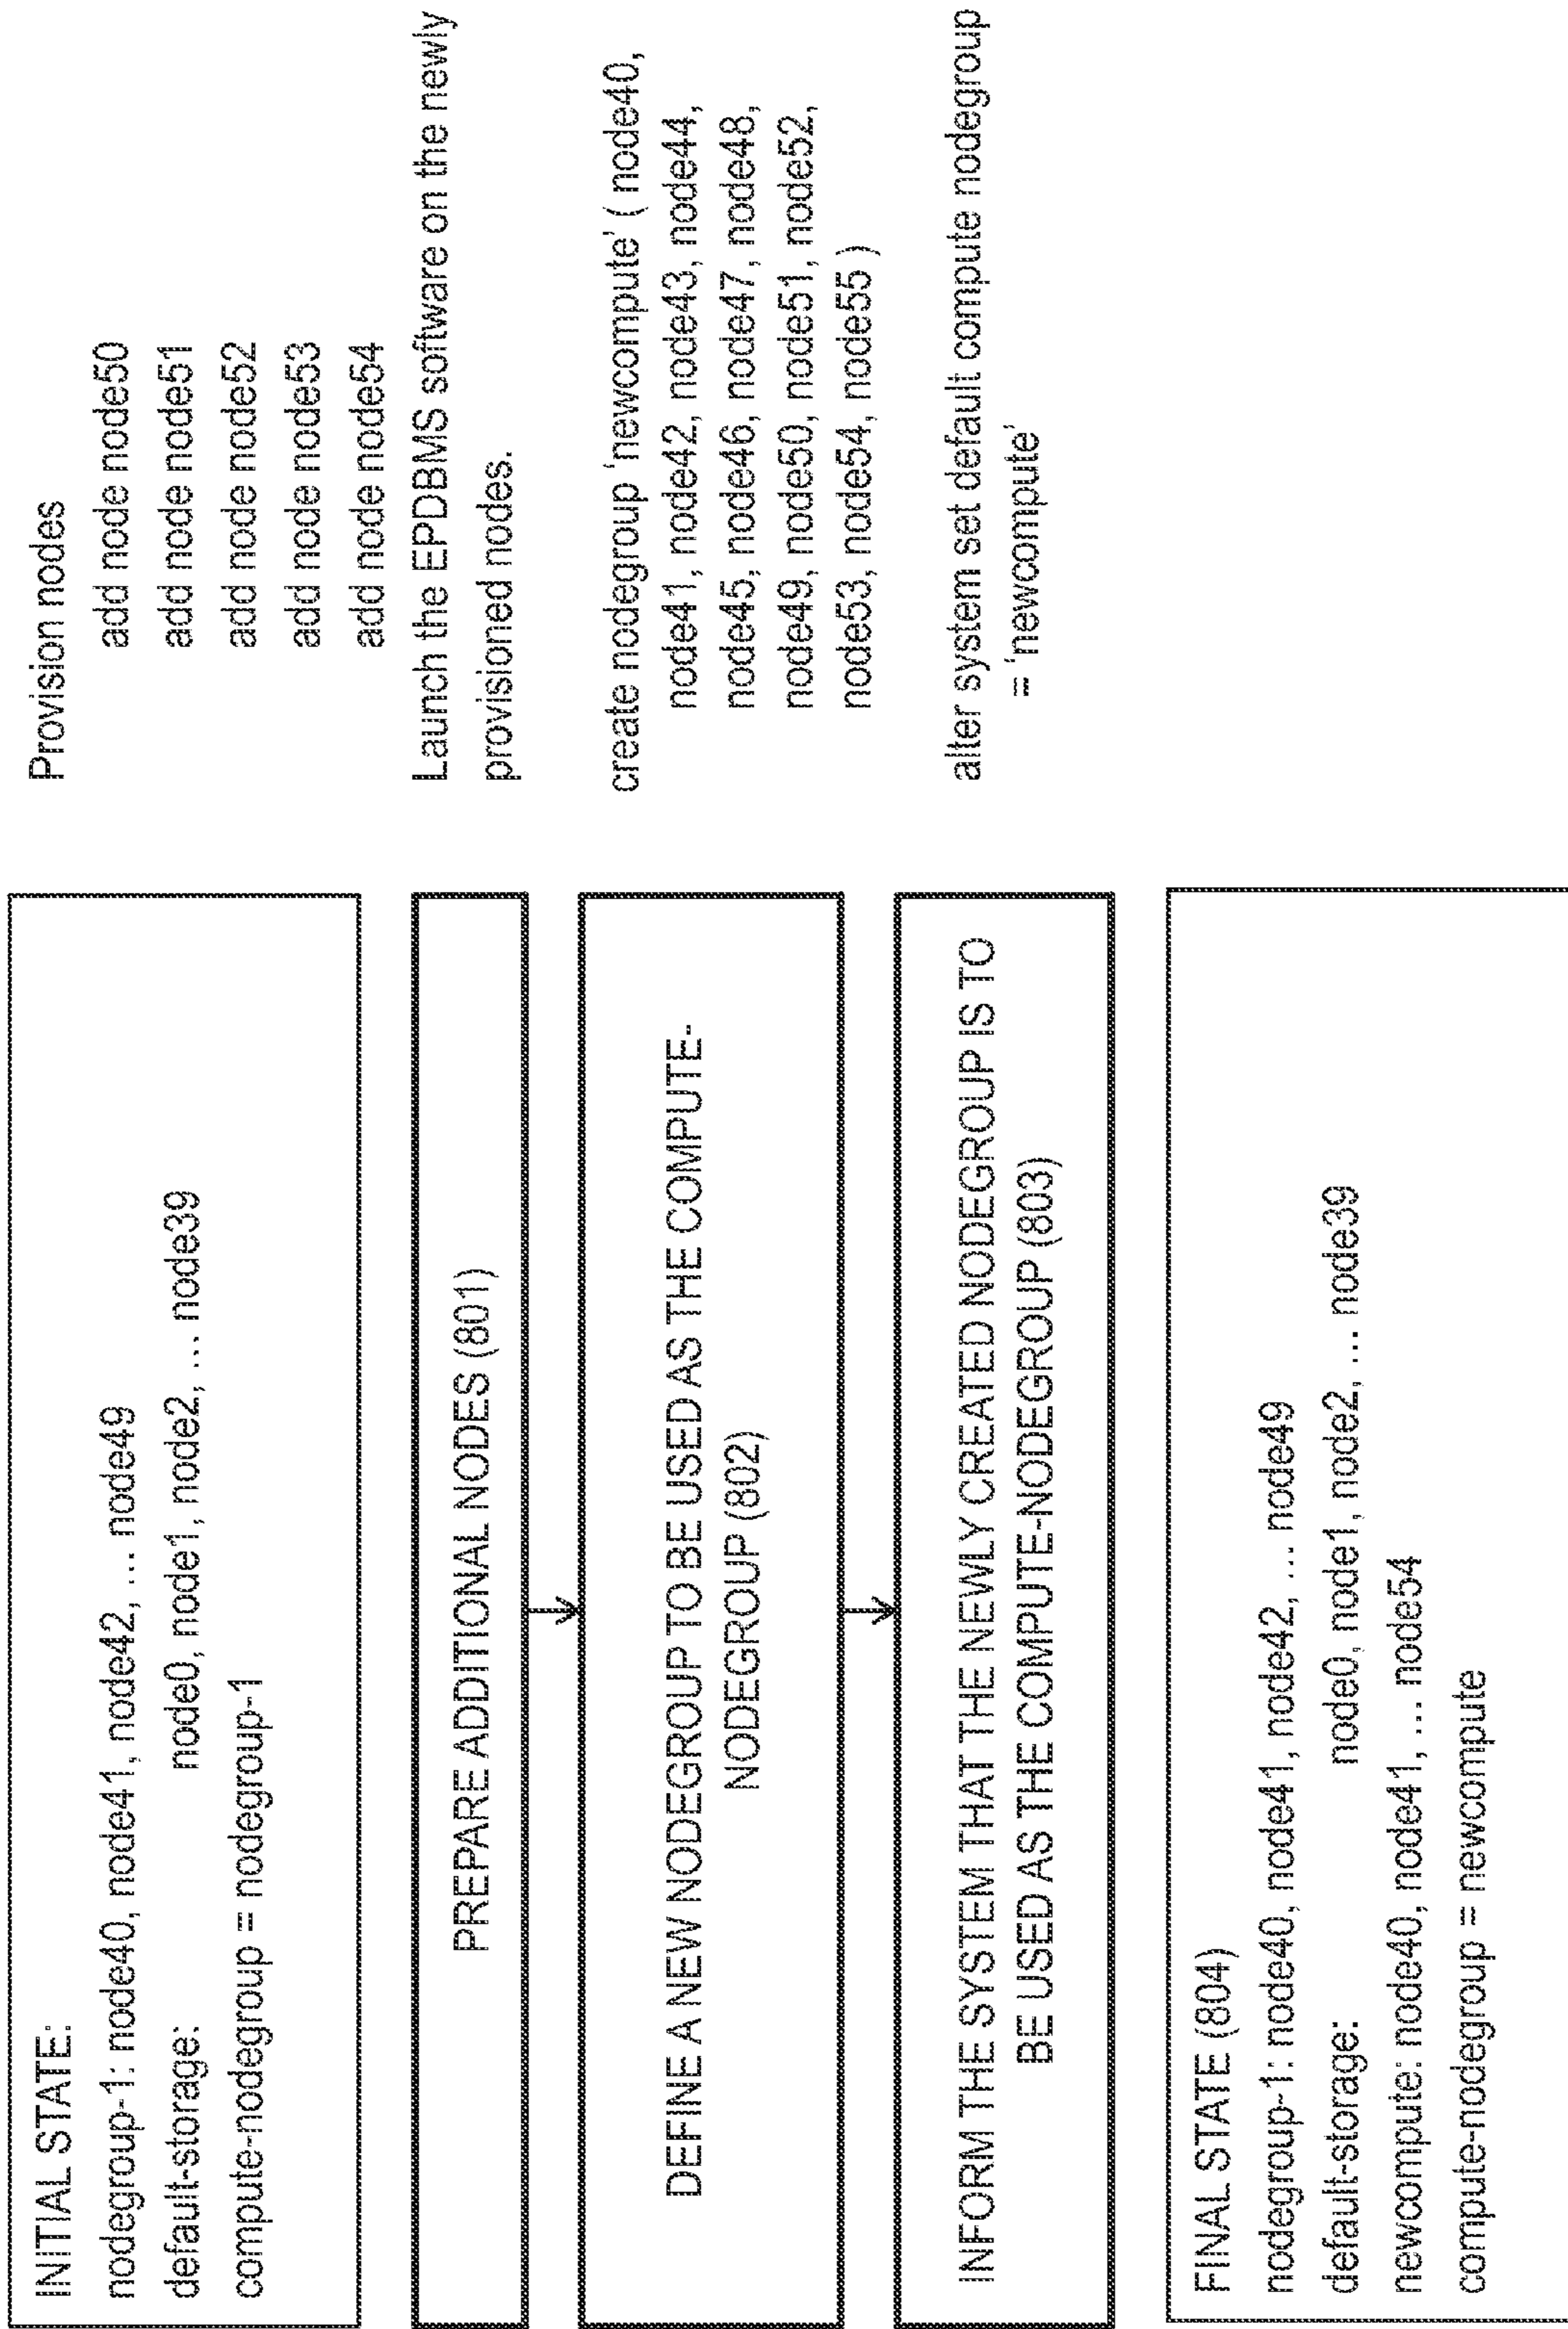 INITIAL STATE:
nodegroup-1: node40, node41, node42, ... node49
default-storage:
node0, node1, node2, ... node39
compute-nodegroup = nodegroup-1
PREPARE ADDITIONAL NODES (801)
DEFINE A NEW NODEGROUP TO BE USED AS THE COMPUTE-
NODEGROUP (802)
INFORM THE SYSTEM THAT THE NEWLY CREATED NODEGROUP IS TO
BE USED AS THE COMPUTE-NODEGROUP (803)
FINAL STATE (804)
nodegroup-1: node40, node41, node42, ... node49
default-storage:
node0, node1, node2, ... node39
newcompute: node40, node41, ... node54
compute-nodegroup = newcompute
Provision nodes
add node node50
add node node51
add node node52
add node node53
add node node54
Launch the EPDBMS software on the newly
provisioned nodes.
create nodegroup 'newcompute' ( node40,
node41, node42, node43, node44,
node45, node46, node47, node48,
node49, node50, node51, node52,
node53, node54, node55 )
alter system set default compute nodegroup
= 'newcompute'